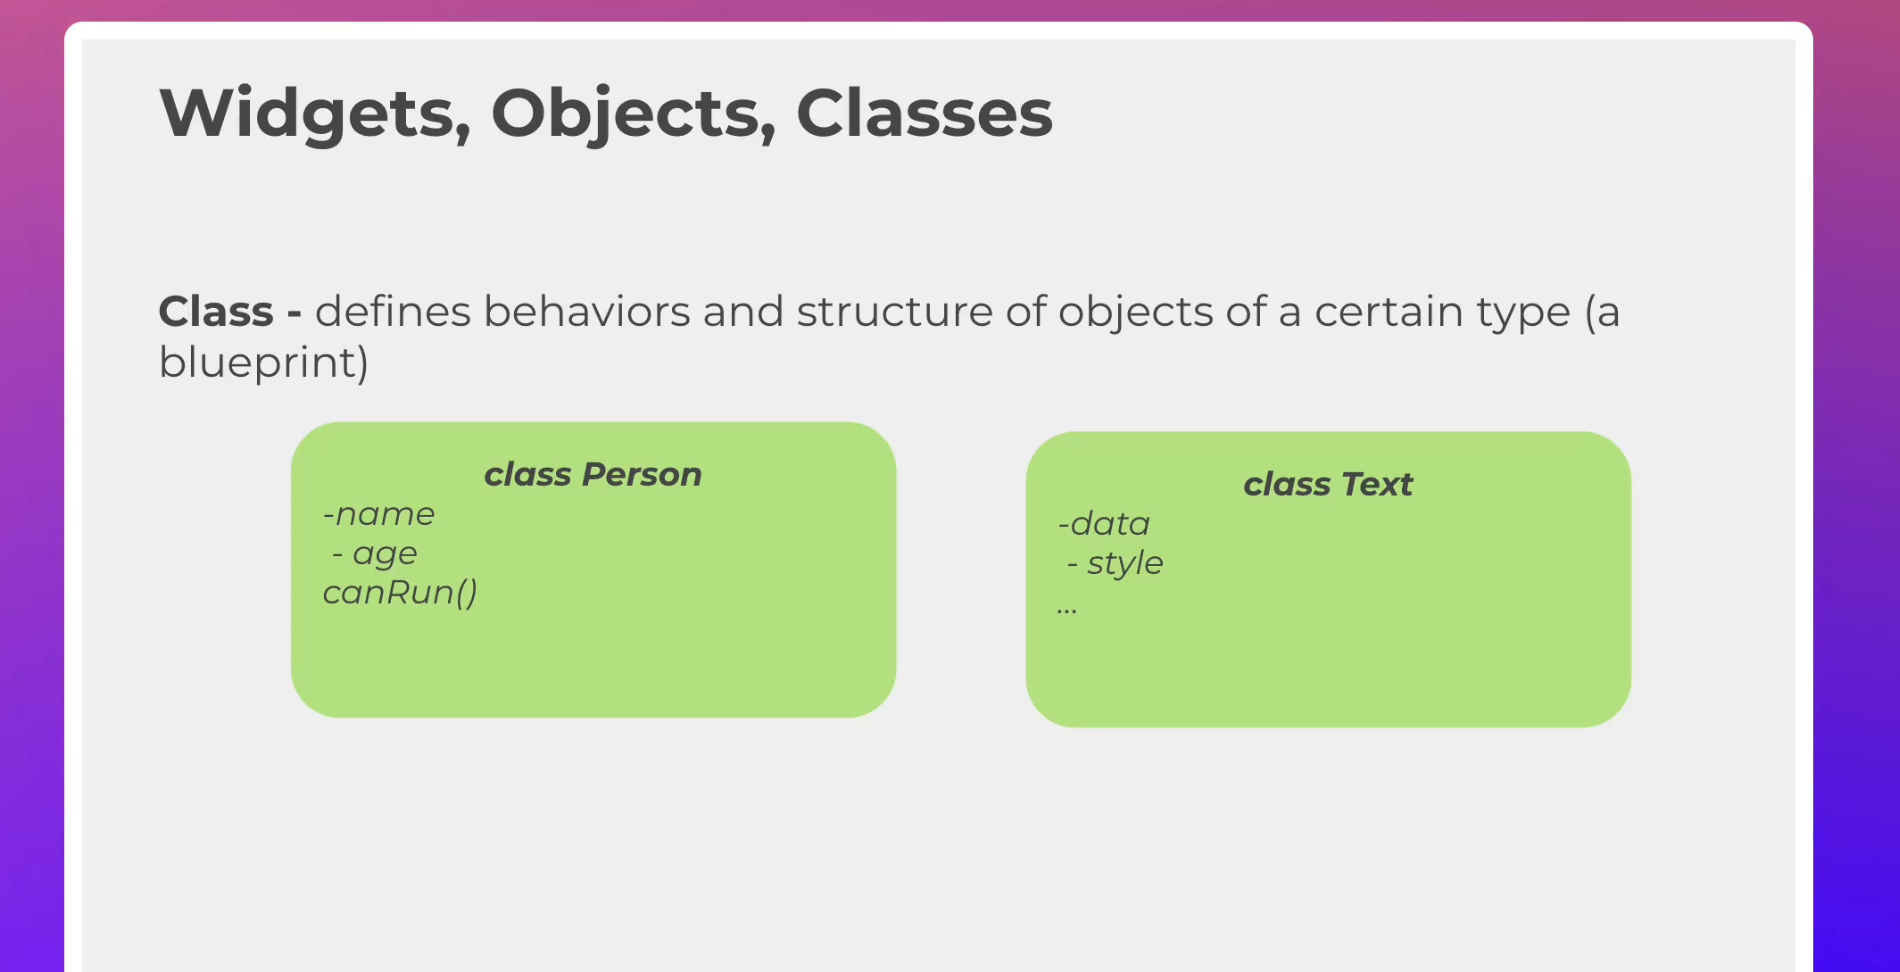 Widgets, Objects, Classes
Class - defines behaviors and structure of objects of a certain type (a
blueprint)
class Person
-name
- age
canRun()
class Text
-data
- style
...